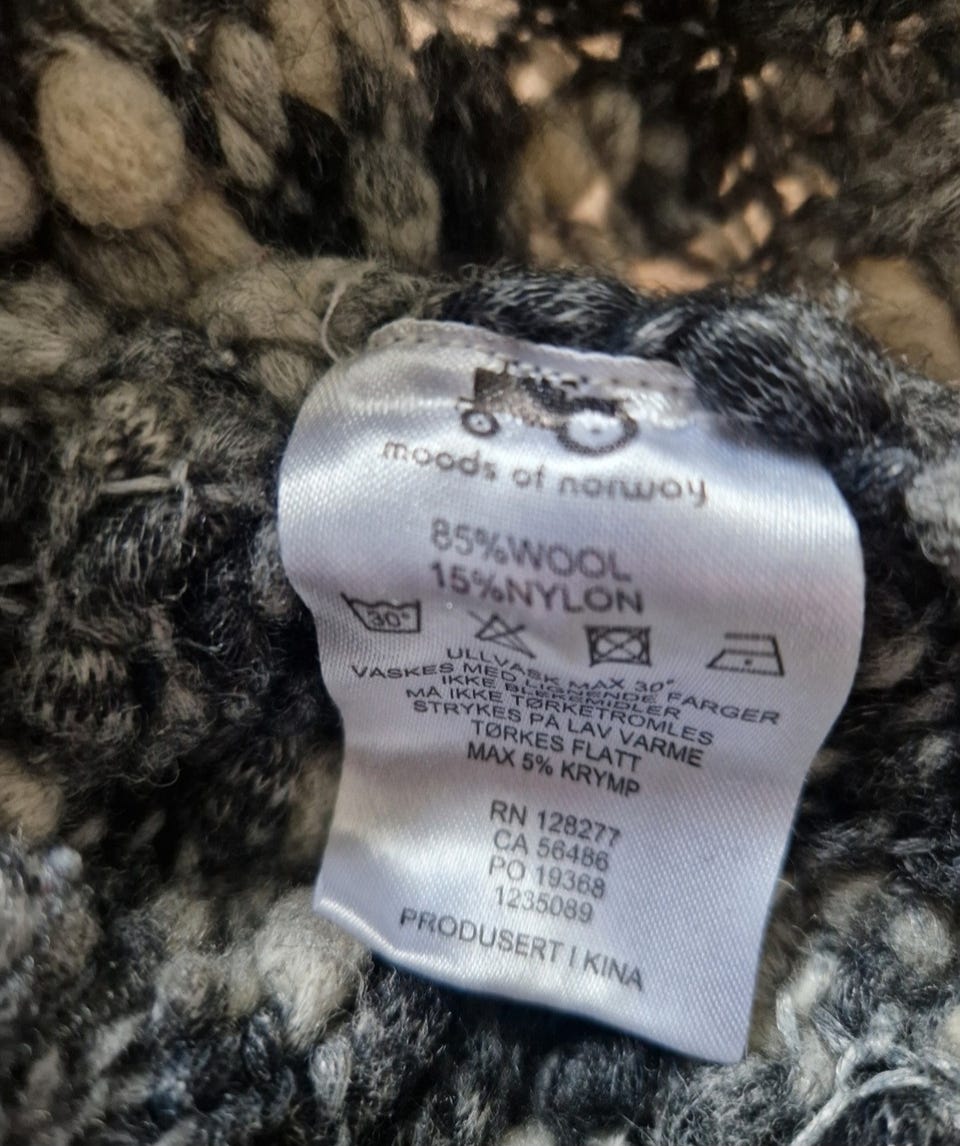 moods of norway
85%WOOL
15%NYLON
30°
ULLVASK MAX 30°
VASKES MED LIGNENDE FARGER
IKKE BLEKEMIDLER
MA IKKE TØRKETROMLES
STRYKES PÅ LAV VARME
TØRKES FLATT
MAX 5% KRYMP
RN 128277
CA 56486
PO 19368
1235089
PRODUSERT I KINA